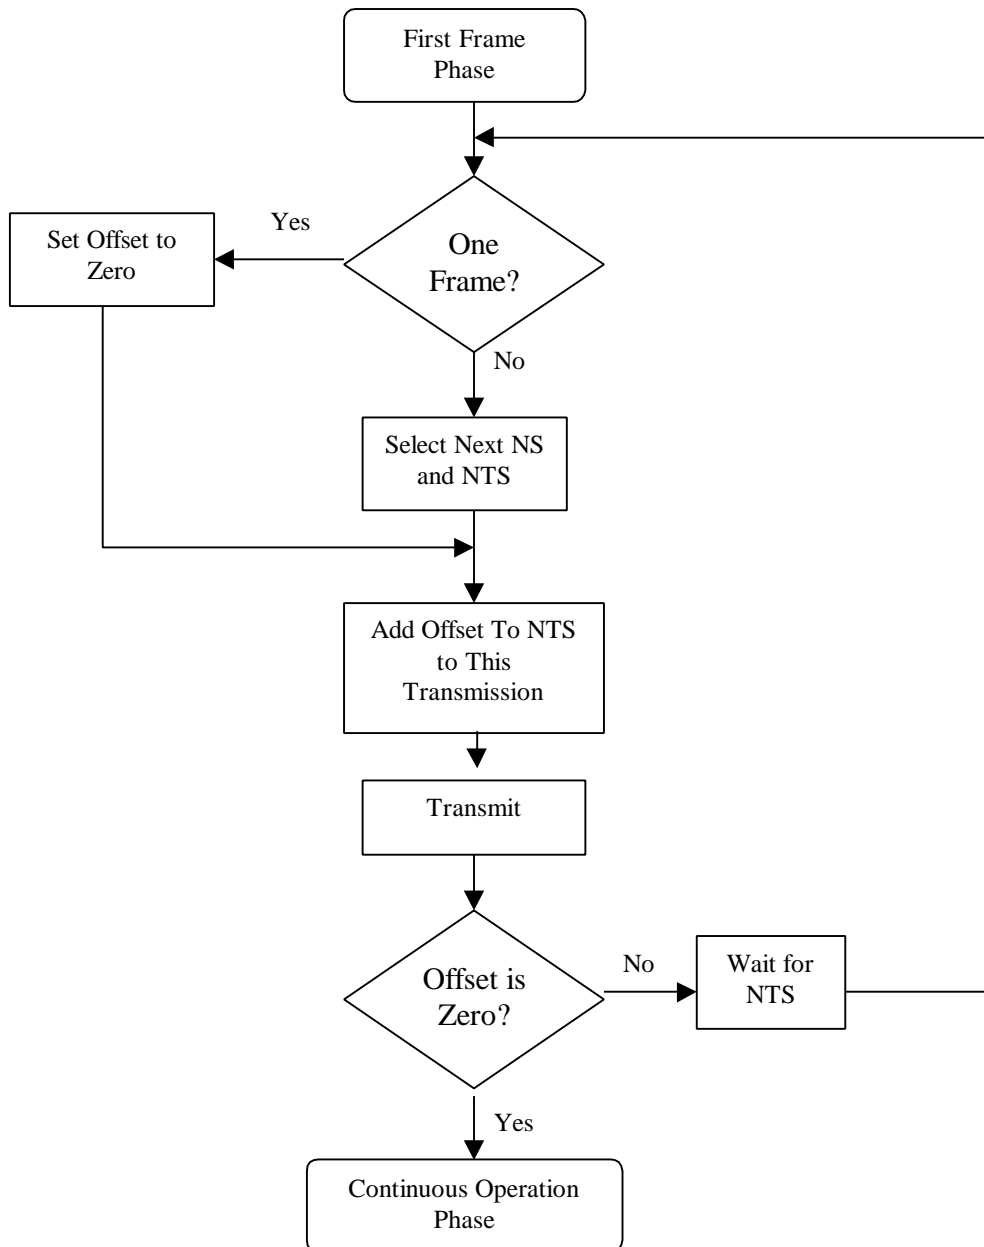 First Frame
Phase
Yes
Set Offset to
Zero
One
Frame?
No
Select Next NS
and NTS
Add Offset To NTS
to This
Transmission
Transmit
Offset is
Zero?
No
Wait for
NTS
Yes
Continuous Operation
Phase